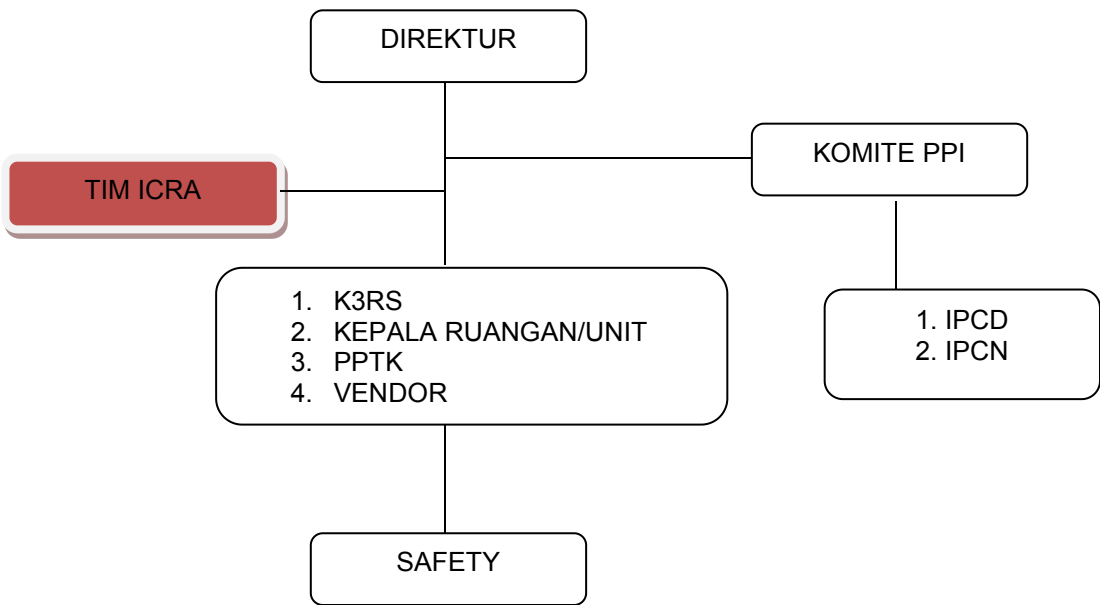 DIREKTUR
KOMITE PPI
TIM ICRA
1. K3RS
2. KEPALA RUANGAN/UNIT
3. PPTK
4. VENDOR
1. IPCD
2. IPCN
SAFETY